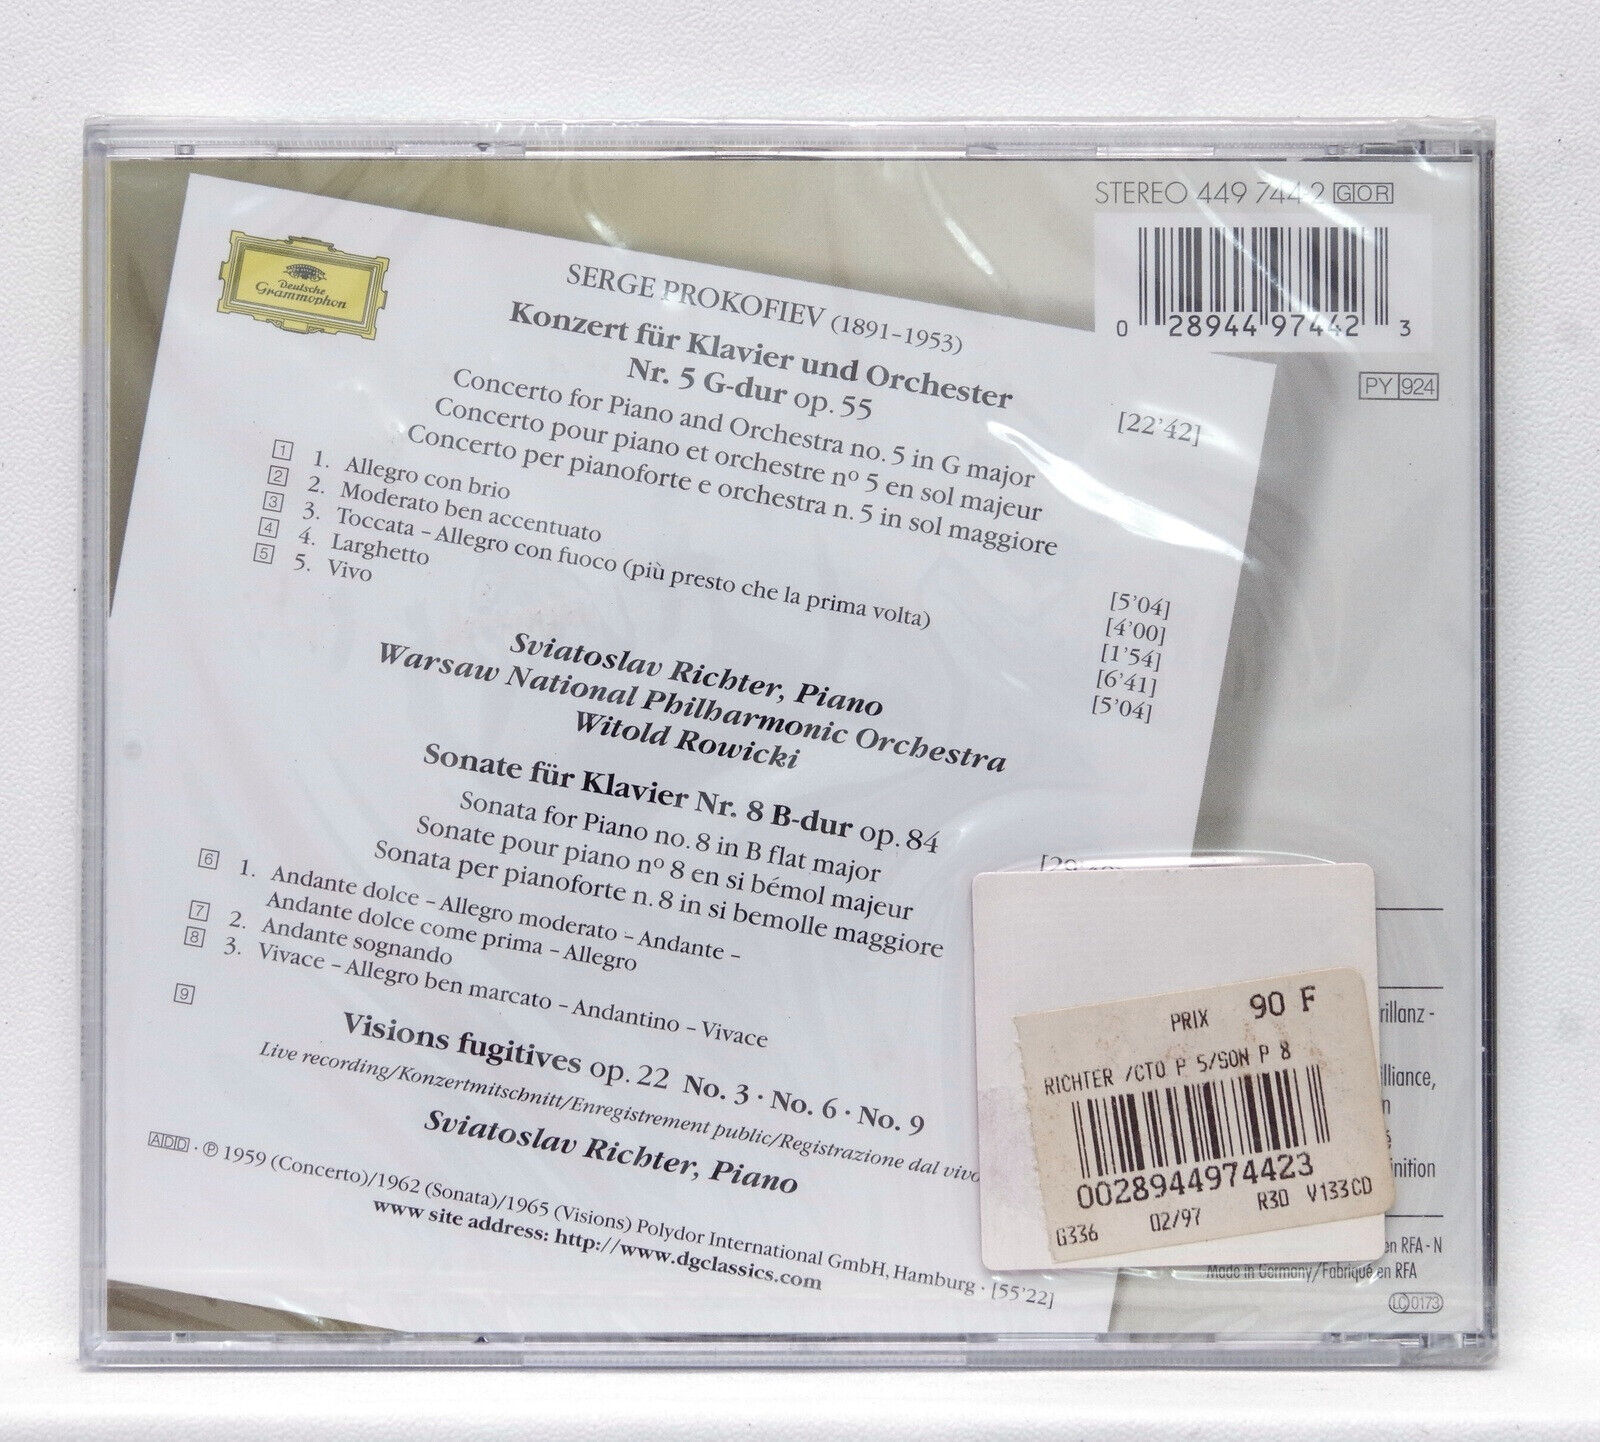 STEREO 449 744-2 GOR
0 28944 97442 3
PY 924
Deutsche
Grammophon
SERGE PROKOFIEV (1891–1953)
Konzert für Klavier und Orchester
Nr. 5 G-dur op. 55
[22'42]
Concerto for Piano and Orchestra no. 5 in G major
Concerto pour piano et orchestre nº 5 en sol majeur
Concerto per pianoforte e orchestra n. 5 in sol maggiore
1 1. Allegro con brio [5'04]
2 2. Moderato ben accentuato [4'00]
3 3. Toccata – Allegro con fuoco (più presto che la prima volta) [1'54]
4 4. Larghetto [6'41]
5 5. Vivo [5'04]
Sviatoslav Richter, Piano
Warsaw National Philharmonic Orchestra
Witold Rowicki
Sonate für Klavier Nr. 8 B-dur op. 84
Sonata for Piano no. 8 in B flat major
Sonate pour piano nº 8 en si bémol majeur
Sonata per pianoforte n. 8 in si bemolle maggiore
6 1. Andante dolce – Allegro moderato – Andante –
Andante dolce come prima – Allegro
7 2. Andante sognando
8 3. Vivace – Allegro ben marcato – Andantino – Vivace
9 Visions fugitives op. 22 No. 3 · No. 6 · No. 9
Live recording/Konzertmitschnitt/Enregistrement public/Registrazione dal vivo
Sviatoslav Richter, Piano
ADD · ℗ 1959 (Concerto)/1962 (Sonata)/1965 (Visions) Polydor International GmbH, Hamburg · [55'22]
www site address: http://www.dgclassics.com
PRIX 90 F
RICHTER /CTO P 5/SON P 8
0028944974423
R30 V133CD
G336 02/97
rillanz -
lliance,
n
inition
en RFA - N
Made in Germany/Fabriqué en RFA
LC 0173